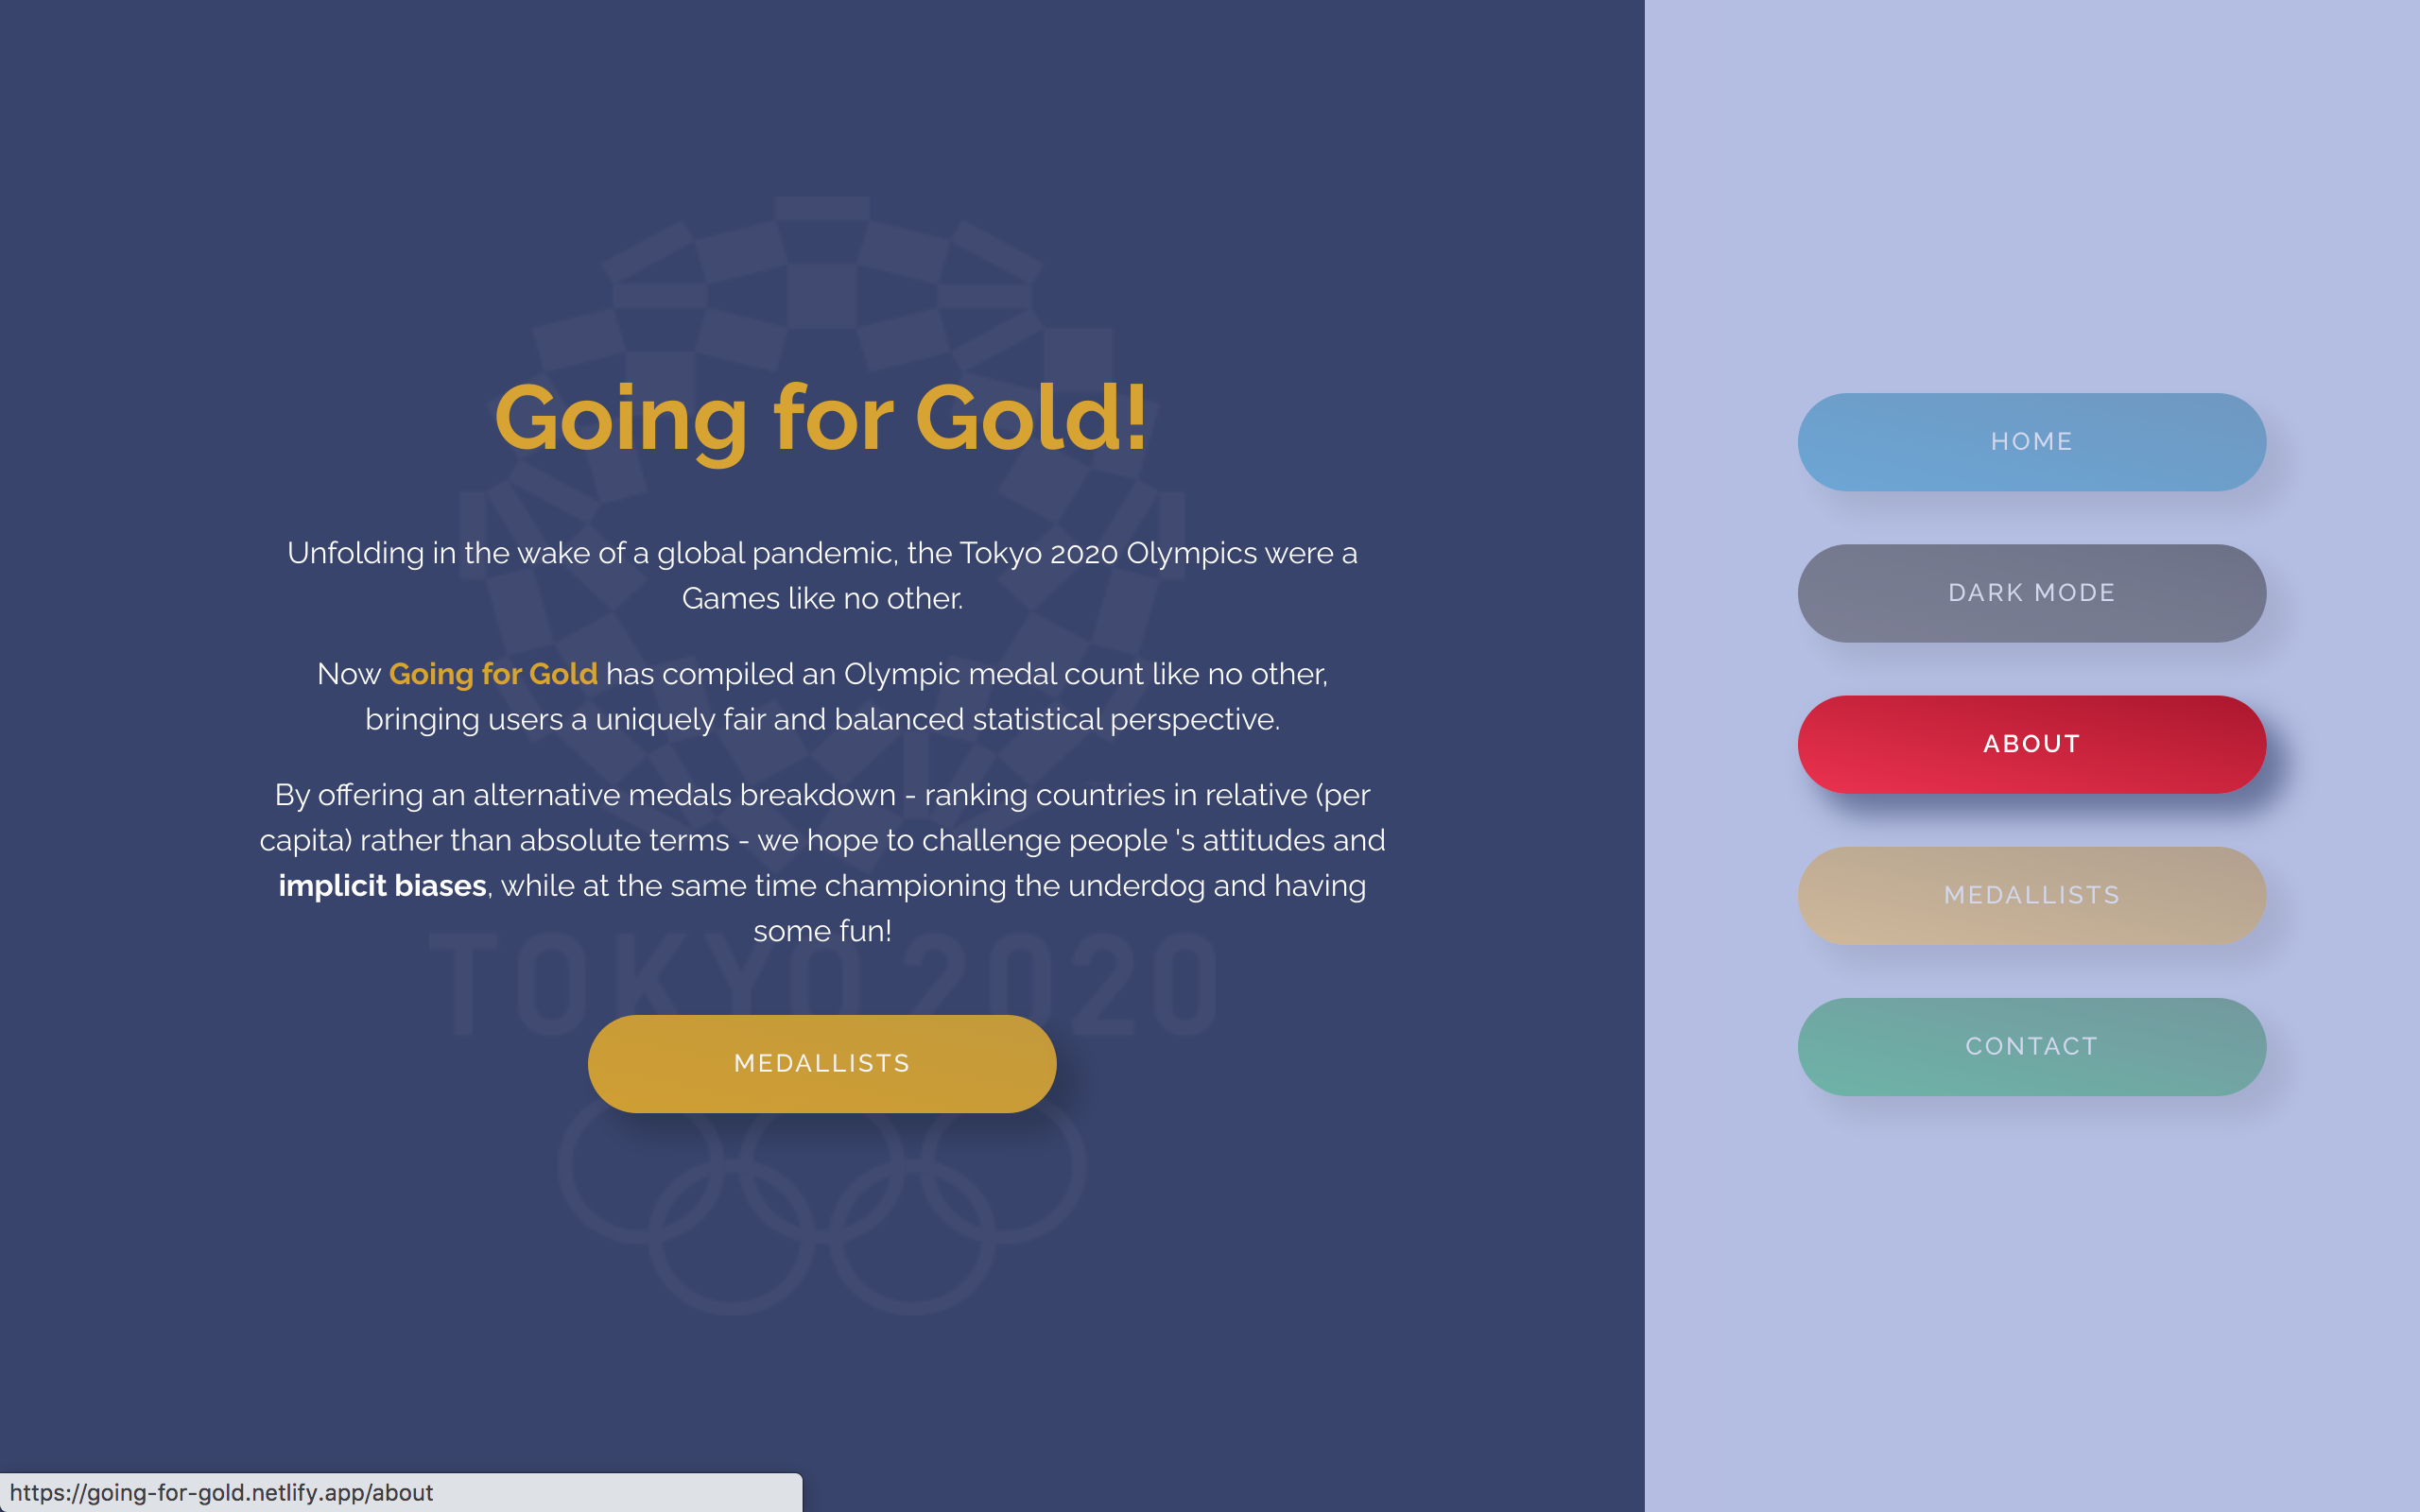 Going for Gold!
Unfolding in the wake of a global pandemic, the Tokyo 2020 Olympics were a
Games like no other.
Now Going for Gold has compiled an Olympic medal count like no other,
bringing users a uniquely fair and balanced statistical perspective.
By offering an alternative medals breakdown - ranking countries in relative (per
capita) rather than absolute terms - we hope to challenge people 's attitudes and
implicit biases, while at the same time championing the underdog and having
some fun!
TOKYO 2020
MEDALLISTS
HOME
DARK MODE
ABOUT
MEDALLISTS
CONTACT
https://going-for-gold.netlify.app/about